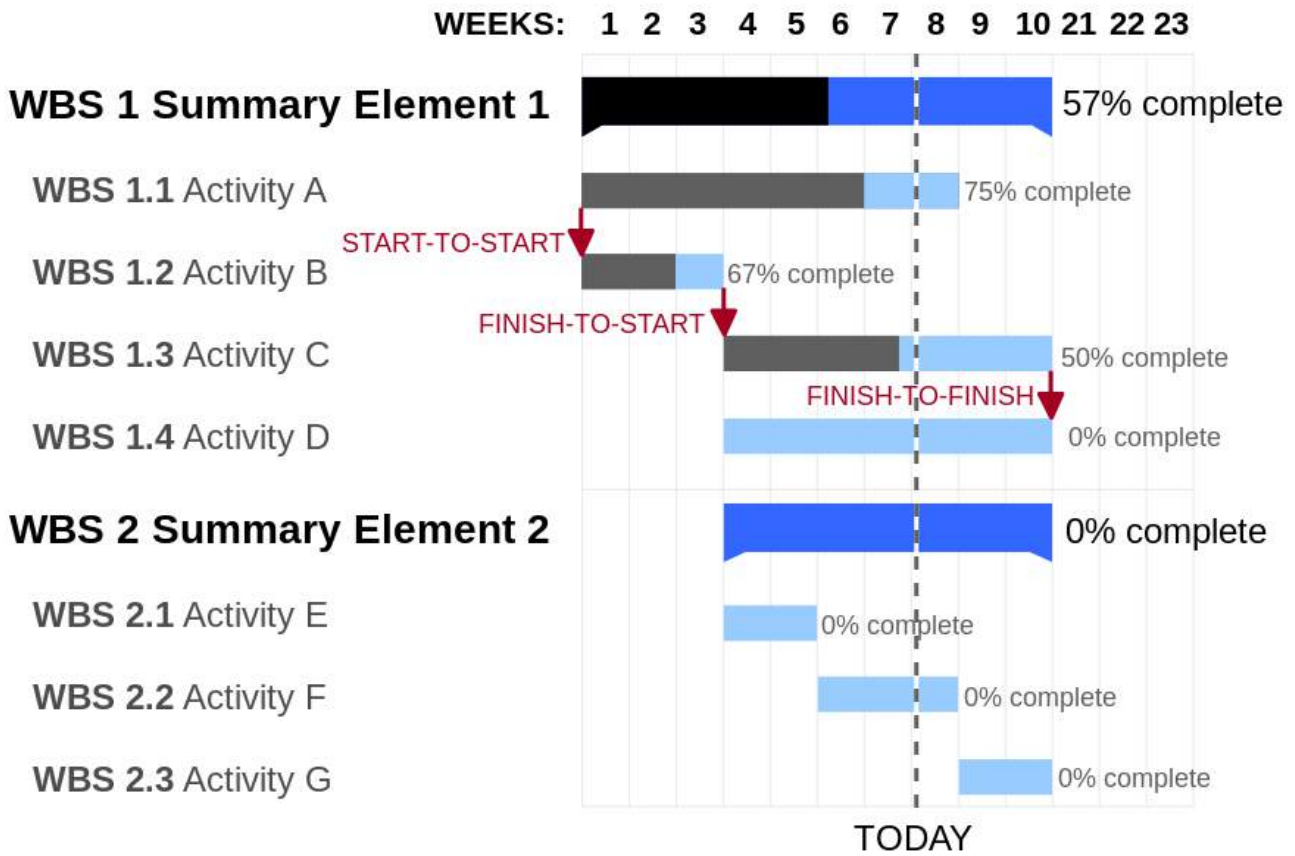 WEEKS: 1 2 3 4 5 6 7 8 9 10 21 22 23
WBS 1 Summary Element 1 57% complete
WBS 1.1 Activity A 75% complete
START-TO-START
WBS 1.2 Activity B 67% complete
FINISH-TO-START
WBS 1.3 Activity C 50% complete
FINISH-TO-FINISH
WBS 1.4 Activity D 0% complete
WBS 2 Summary Element 2 0% complete
WBS 2.1 Activity E 0% complete
WBS 2.2 Activity F 0% complete
WBS 2.3 Activity G 0% complete
TODAY